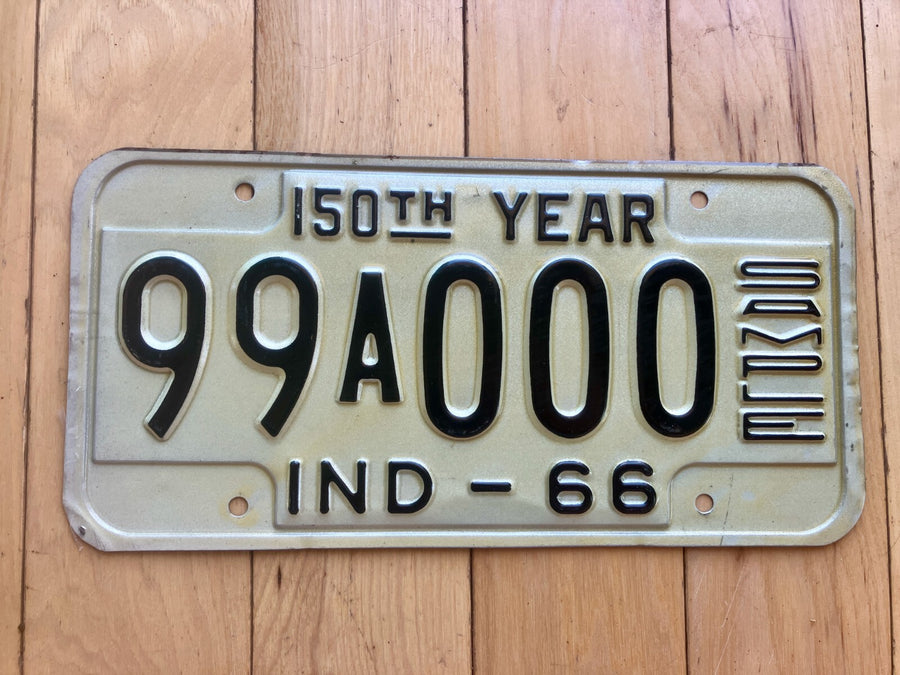 150TH YEAR
99A000
SAMPLE
IND - 66